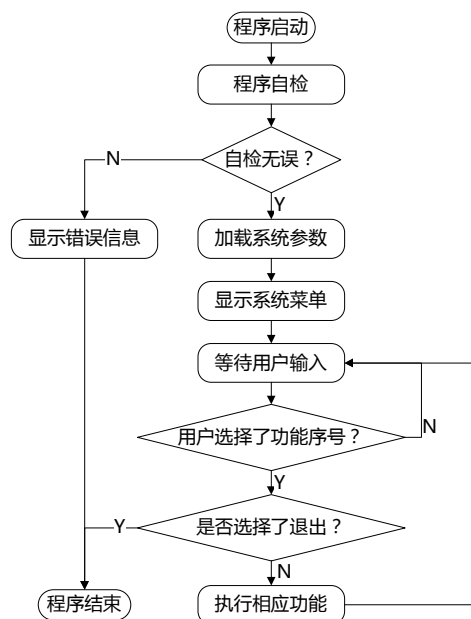 程序启动
程序自检
自检无误？
N
Y
显示错误信息
加载系统参数
显示系统菜单
等待用户输入
用户选择了功能序号？
N
Y
是否选择了退出？
Y
N
程序结束
执行相应功能